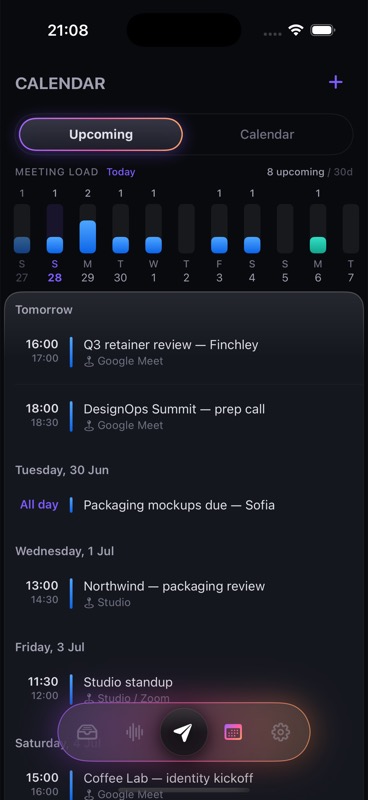 21:08
CALENDAR
+
Upcoming
Calendar
MEETING LOAD Today 8 upcoming / 30d
1 1 2 1 1 1 1 1
S S M T W T F S S M T
27 28 29 30 1 2 3 4 5 6 7
Tomorrow
16:00 Q3 retainer review — Finchley
17:00 Google Meet
18:00 DesignOps Summit — prep call
18:30 Google Meet
Tuesday, 30 Jun
All day Packaging mockups due — Sofia
Wednesday, 1 Jul
13:00 Northwind — packaging review
14:30 Studio
Friday, 3 Jul
11:30 Studio standup
12:00 Studio / Zoom
Saturday, 4 Jul
15:00 Coffee Lab — identity kickoff
16:00 Google Meet